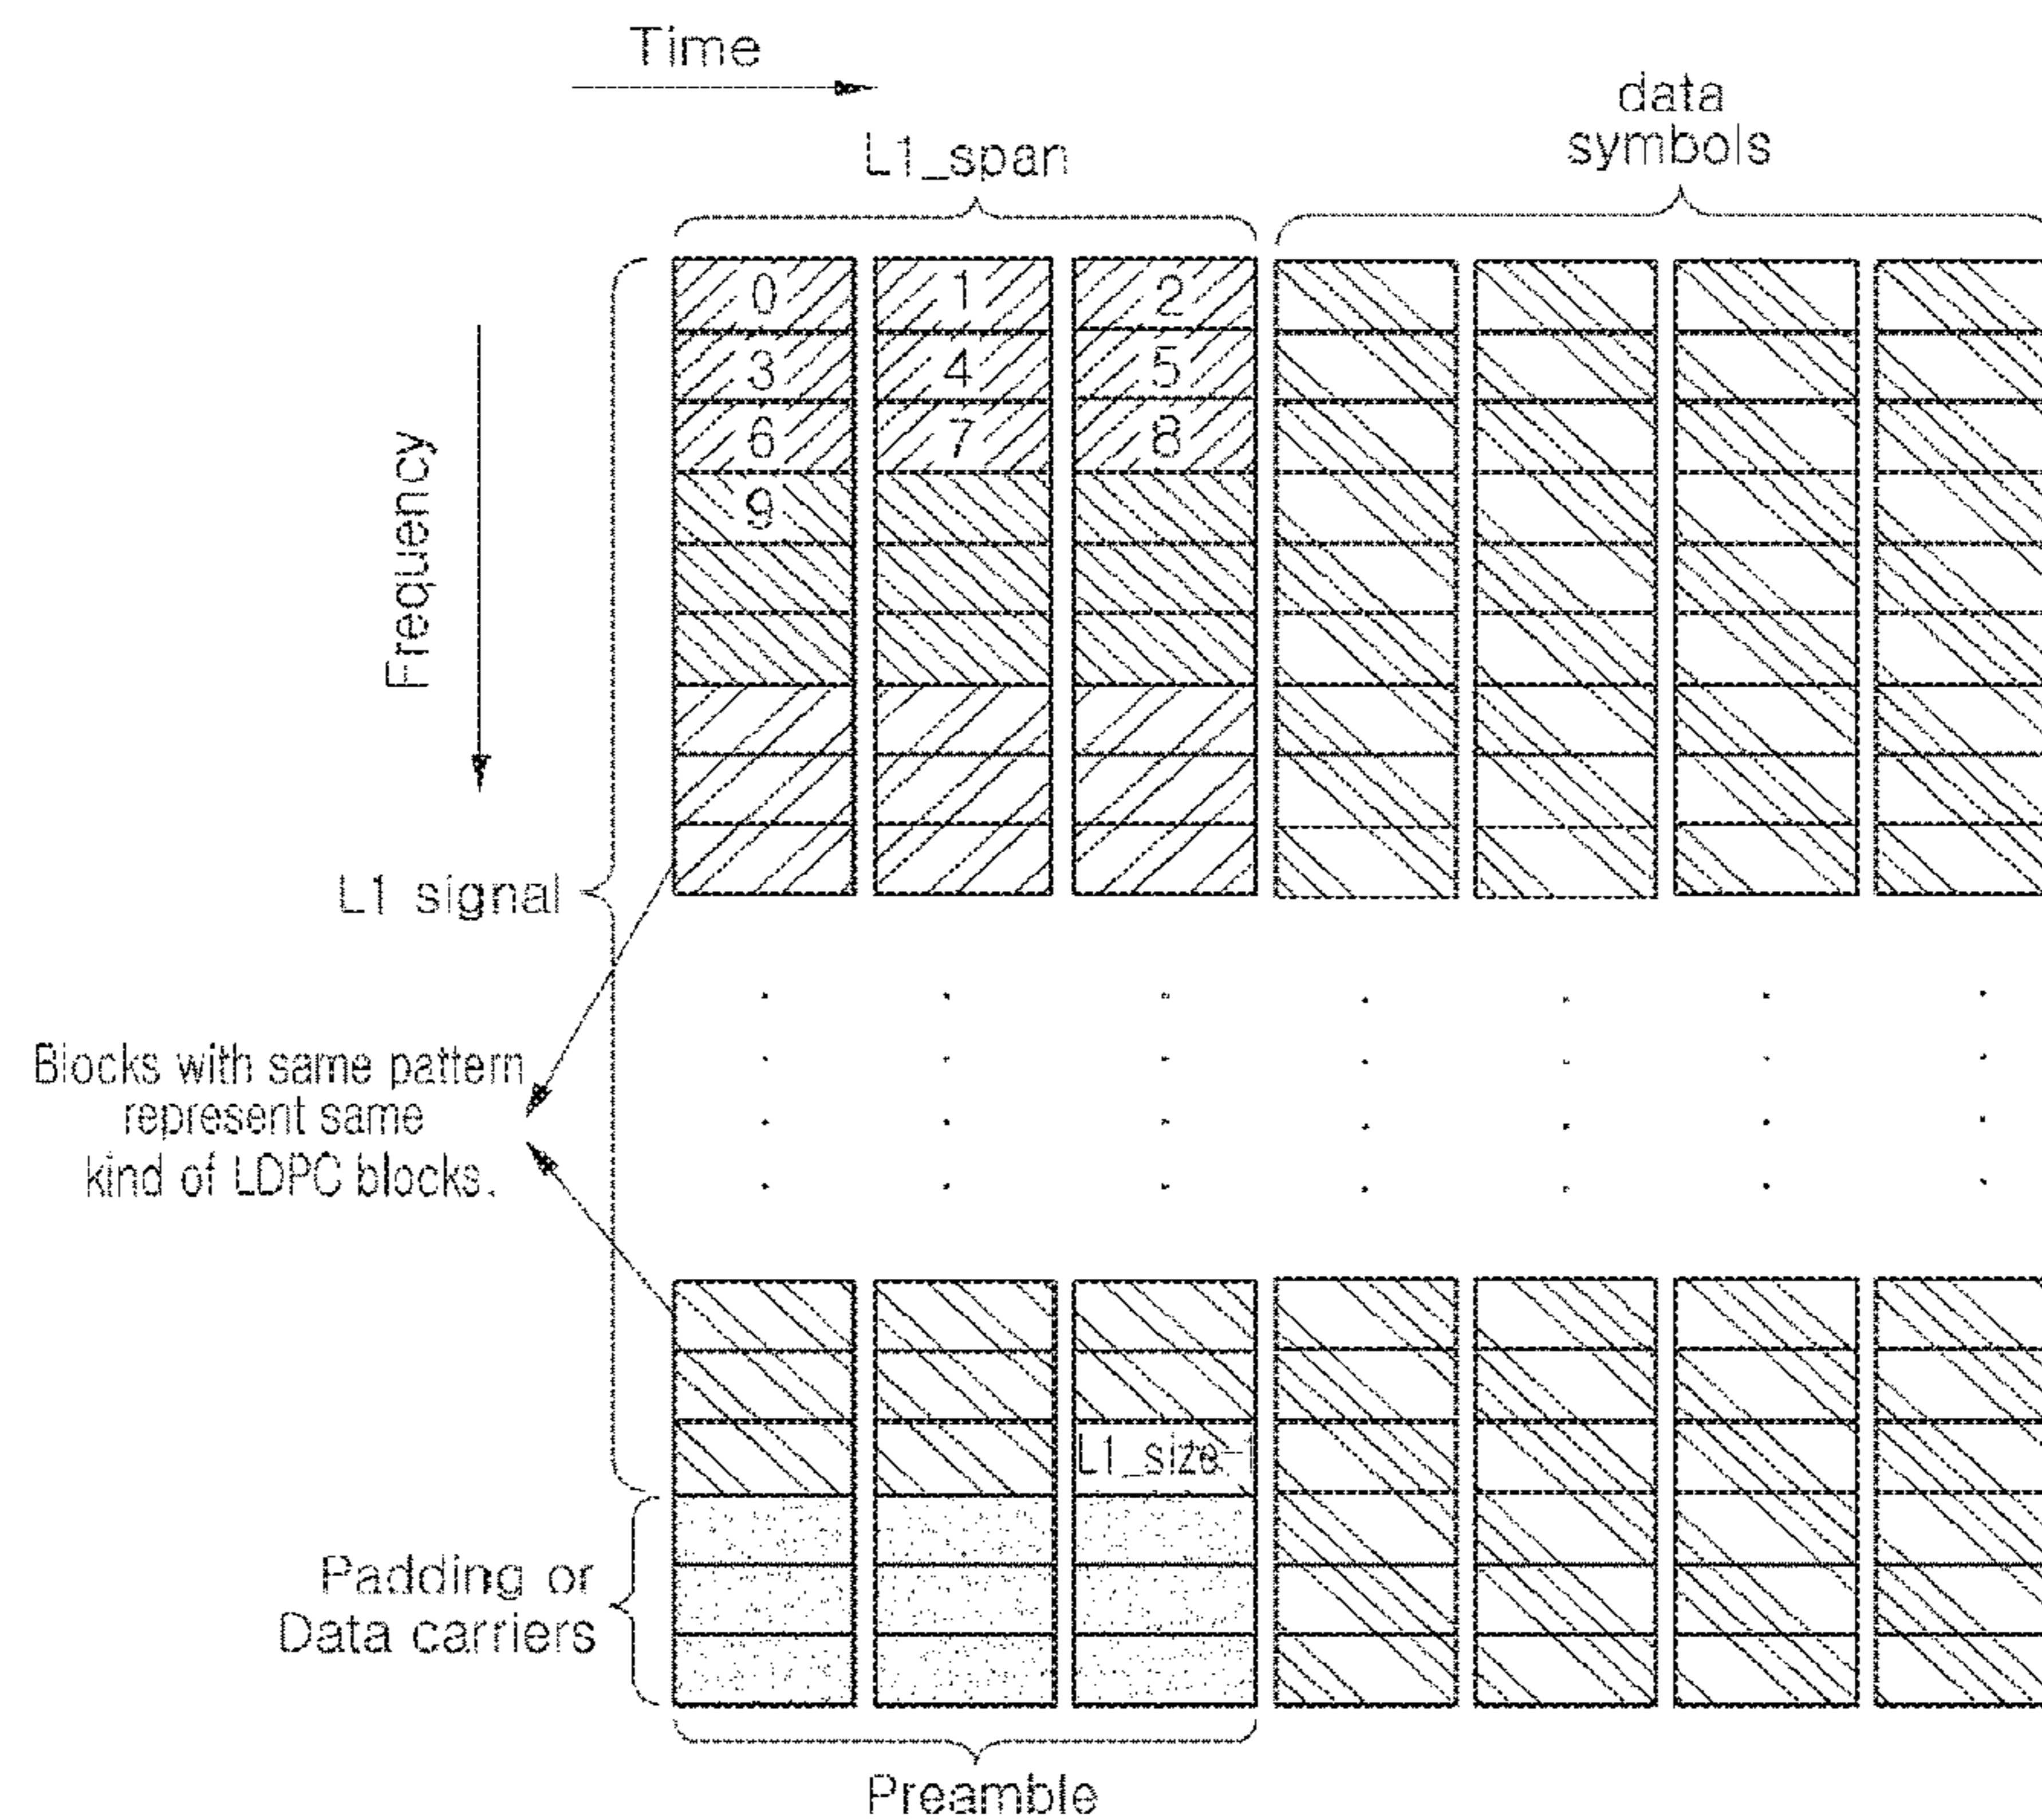 Time
data
symbols
L1_span
0 1 2
3 4 5
6 7 8
9
Frequency
L1 signal
Blocks with same pattern
represent same
kind of LDPC blocks.
L1_size-1
Padding or
Data carriers
Preamble